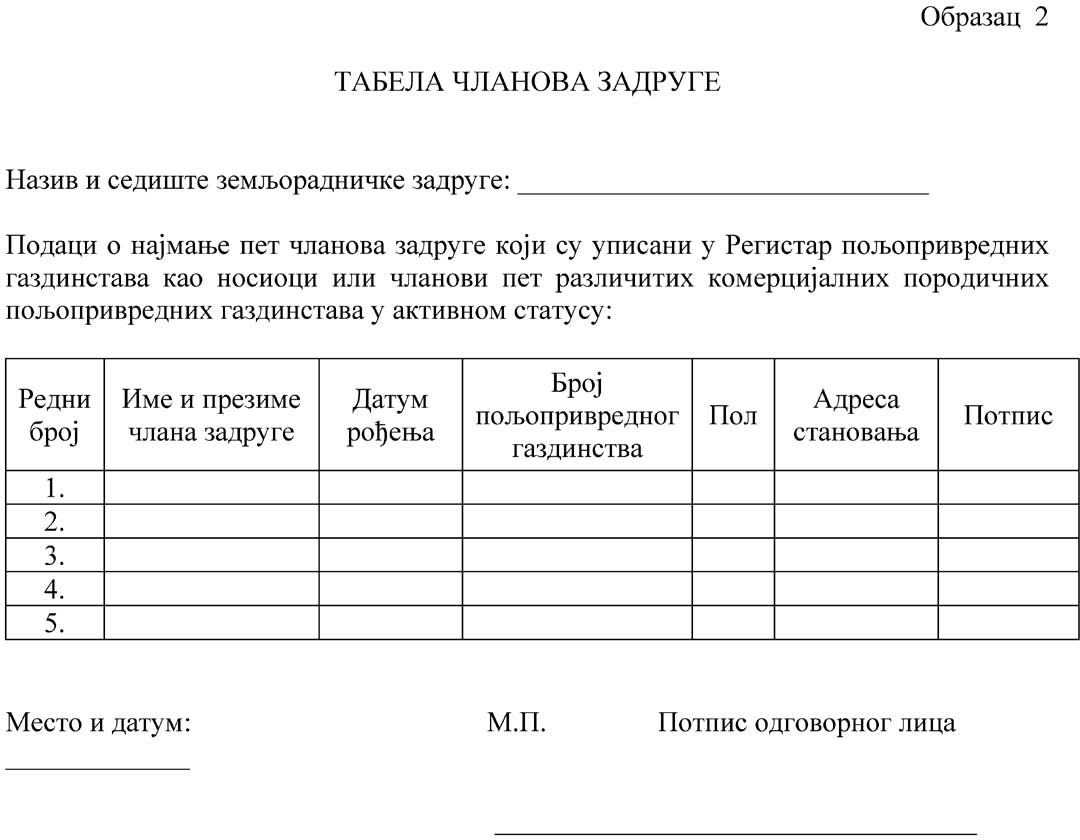 Образац 2
ТАБЕЛА ЧЛАНОВА ЗАДРУГЕ
Назив и седиште земљорадничке задруге: ______________________________
Подаци о најмање пет чланова задруге који су уписани у Регистар пољопривредних
газдинстава као носиоци или чланови пет различитих комерцијалних породичних
пољопривредних газдинстава у активном статусу:
Редни број Име и презиме члана задруге Датум рођења Број пољопривредног газдинства Пол Адреса становања Потпис
1.
2.
3.
4.
5.
Место и датум: М.П. Потпис одговорног лица